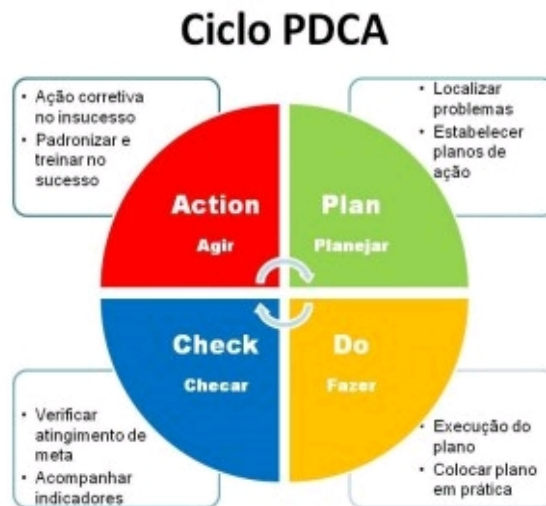 Ciclo PDCA
• Ação corretiva
no insucesso
• Padronizar e
treinar no
sucesso
• Localizar
problemas
• Estabelecer
planos de
ação
Action
Agir
Plan
Planejar
Check
Checar
Do
Fazer
• Verificar
atingimento de
meta
• Acompanhar
indicadores
• Execução do
plano
• Colocar plano
em prática